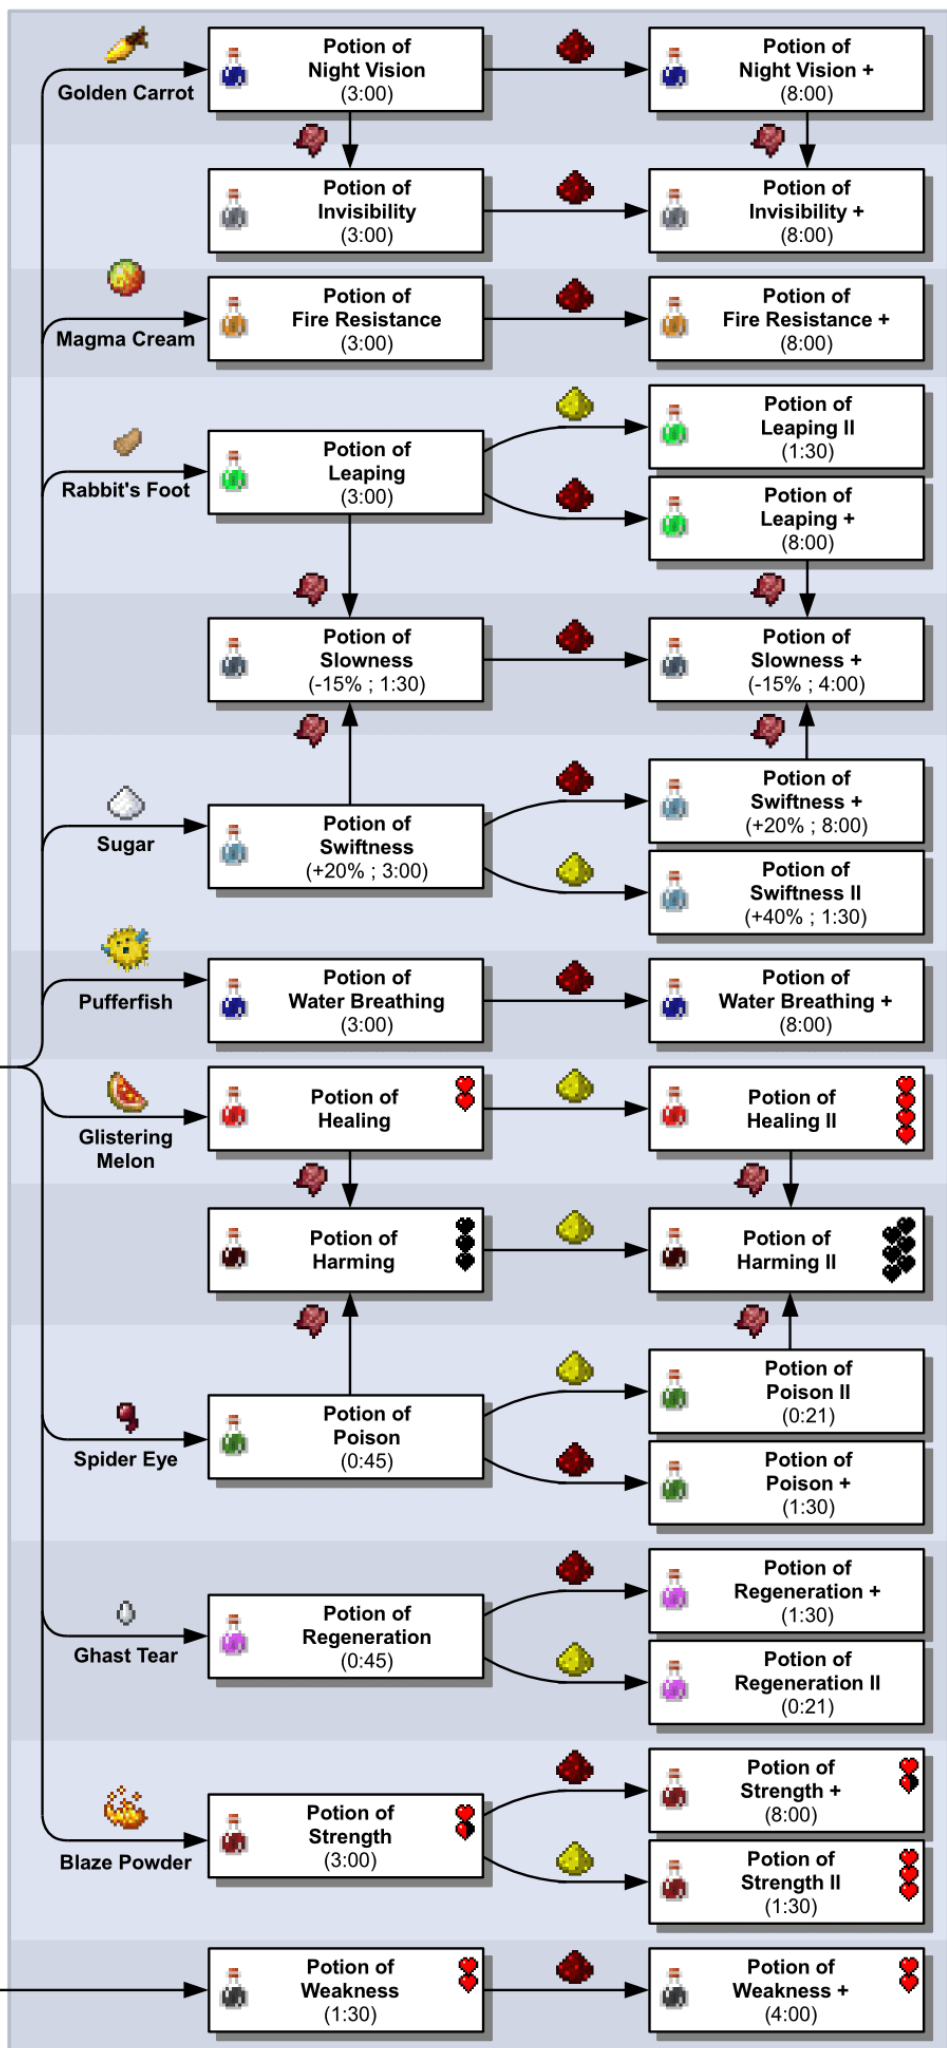 Golden Carrot
Potion of
Night Vision
(3:00)
Potion of
Night Vision +
(8:00)
Potion of
Invisibility
(3:00)
Potion of
Invisibility +
(8:00)
Magma Cream
Potion of
Fire Resistance
(3:00)
Potion of
Fire Resistance +
(8:00)
Rabbit's Foot
Potion of
Leaping
(3:00)
Potion of
Leaping II
(1:30)
Potion of
Leaping +
(8:00)
Potion of
Slowness
(-15% ; 1:30)
Potion of
Slowness +
(-15% ; 4:00)
Sugar
Potion of
Swiftness
(+20% ; 3:00)
Potion of
Swiftness +
(+20% ; 8:00)
Potion of
Swiftness II
(+40% ; 1:30)
Pufferfish
Potion of
Water Breathing
(3:00)
Potion of
Water Breathing +
(8:00)
Glistering
Melon
Potion of
Healing
Potion of
Healing II
Potion of
Harming
Potion of
Harming II
Spider Eye
Potion of
Poison
(0:45)
Potion of
Poison II
(0:21)
Potion of
Poison +
(1:30)
Ghast Tear
Potion of
Regeneration
(0:45)
Potion of
Regeneration +
(1:30)
Potion of
Regeneration II
(0:21)
Blaze Powder
Potion of
Strength
(3:00)
Potion of
Strength +
(8:00)
Potion of
Strength II
(1:30)
Potion of
Weakness
(1:30)
Potion of
Weakness +
(4:00)